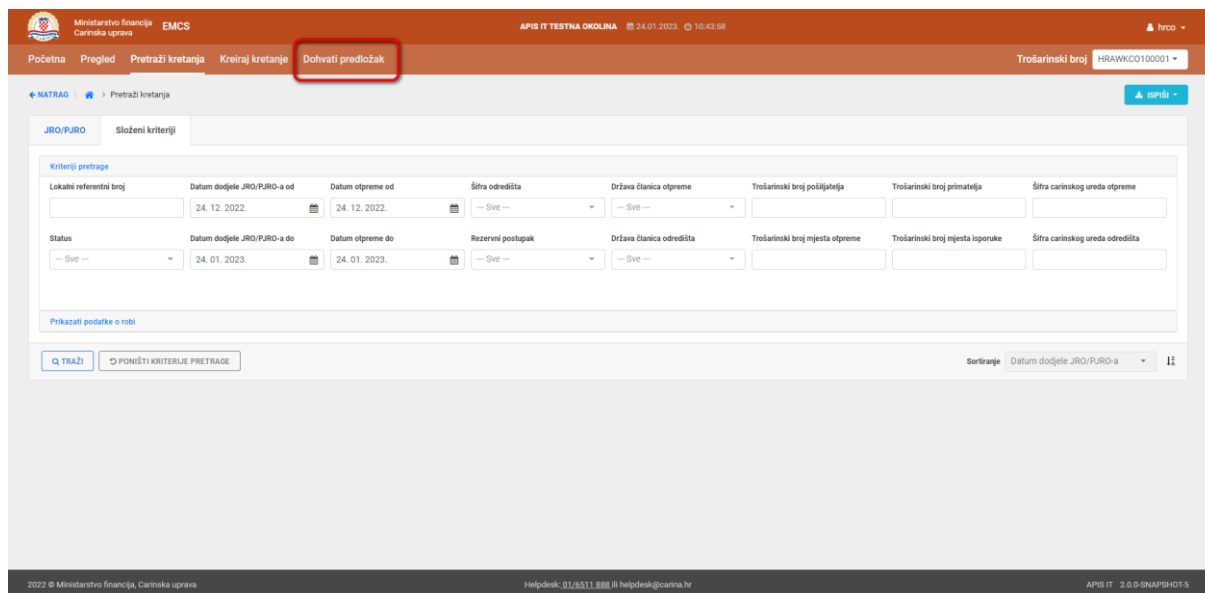 Ministarstvo financija
Carinska uprava
EMCS
APIS IT TESTNA OKOLINA 24.01.2023. 10:43:58
hrco
Početna Pregled Pretraži kretanja Kreiraj kretanje Dohvati predložak
Trošarinski broj HRAWKCO100001
NATRAG > Pretraži kretanja
ISPIŠI
JRO/PJRO Složeni kriteriji
Kriteriji pretrage
Lokalni referentni broj Datum dodjele JRO/PJRO-a od Datum otpreme od Šifra odredišta Država članica otpreme Trošarinski broj pošiljatelja Trošarinski broj primatelja Šifra carinskog ureda otpreme
24. 12. 2022. 24. 12. 2022. -- Sve -- -- Sve --
Status Datum dodjele JRO/PJRO-a do Datum otpreme do Rezervni postupak Država članica odredišta Trošarinski broj mjesta otpreme Trošarinski broj mjesta isporuke Šifra carinskog ureda odredišta
-- Sve -- 24. 01. 2023. 24. 01. 2023. -- Sve -- -- Sve --
Prikazati podatke o robi
TRAŽI PONIŠTI KRITERIJE PRETRAGE
Sortiranje Datum dodjele JRO/PJRO-a
2022 © Ministarstvo financija, Carinska uprava
Helpdesk: 01/6511 888 ili helpdesk@carina.hr
APIS IT 2.0.0-SNAPSHOT-5